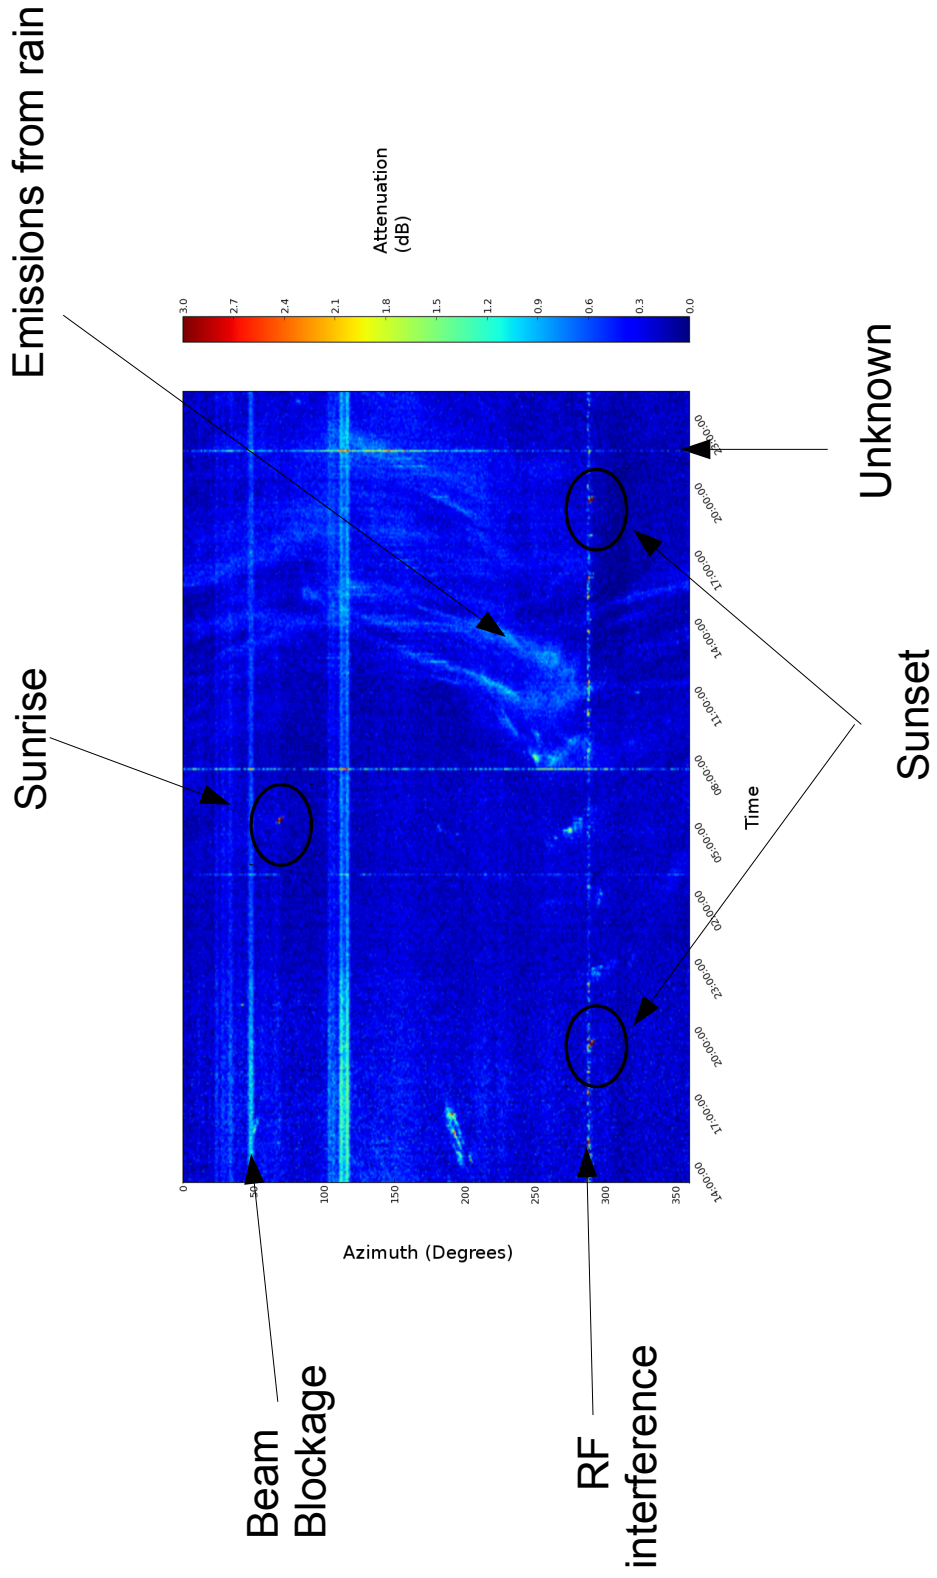 Emissions from rain
Sunrise
Attenuation
(dB)
3.0
2.7
2.4
2.1
1.8
1.5
1.2
0.9
0.6
0.3
0.0
Beam
Blockage
Azimuth (Degrees)
0
50
100
150
200
250
300
350
14:00:00
17:00:00
20:00:00
23:00:00
02:00:00
05:00:00
08:00:00
11:00:00
14:00:00
17:00:00
20:00:00
23:00:00
Time
RF
interference
Sunset
Unknown